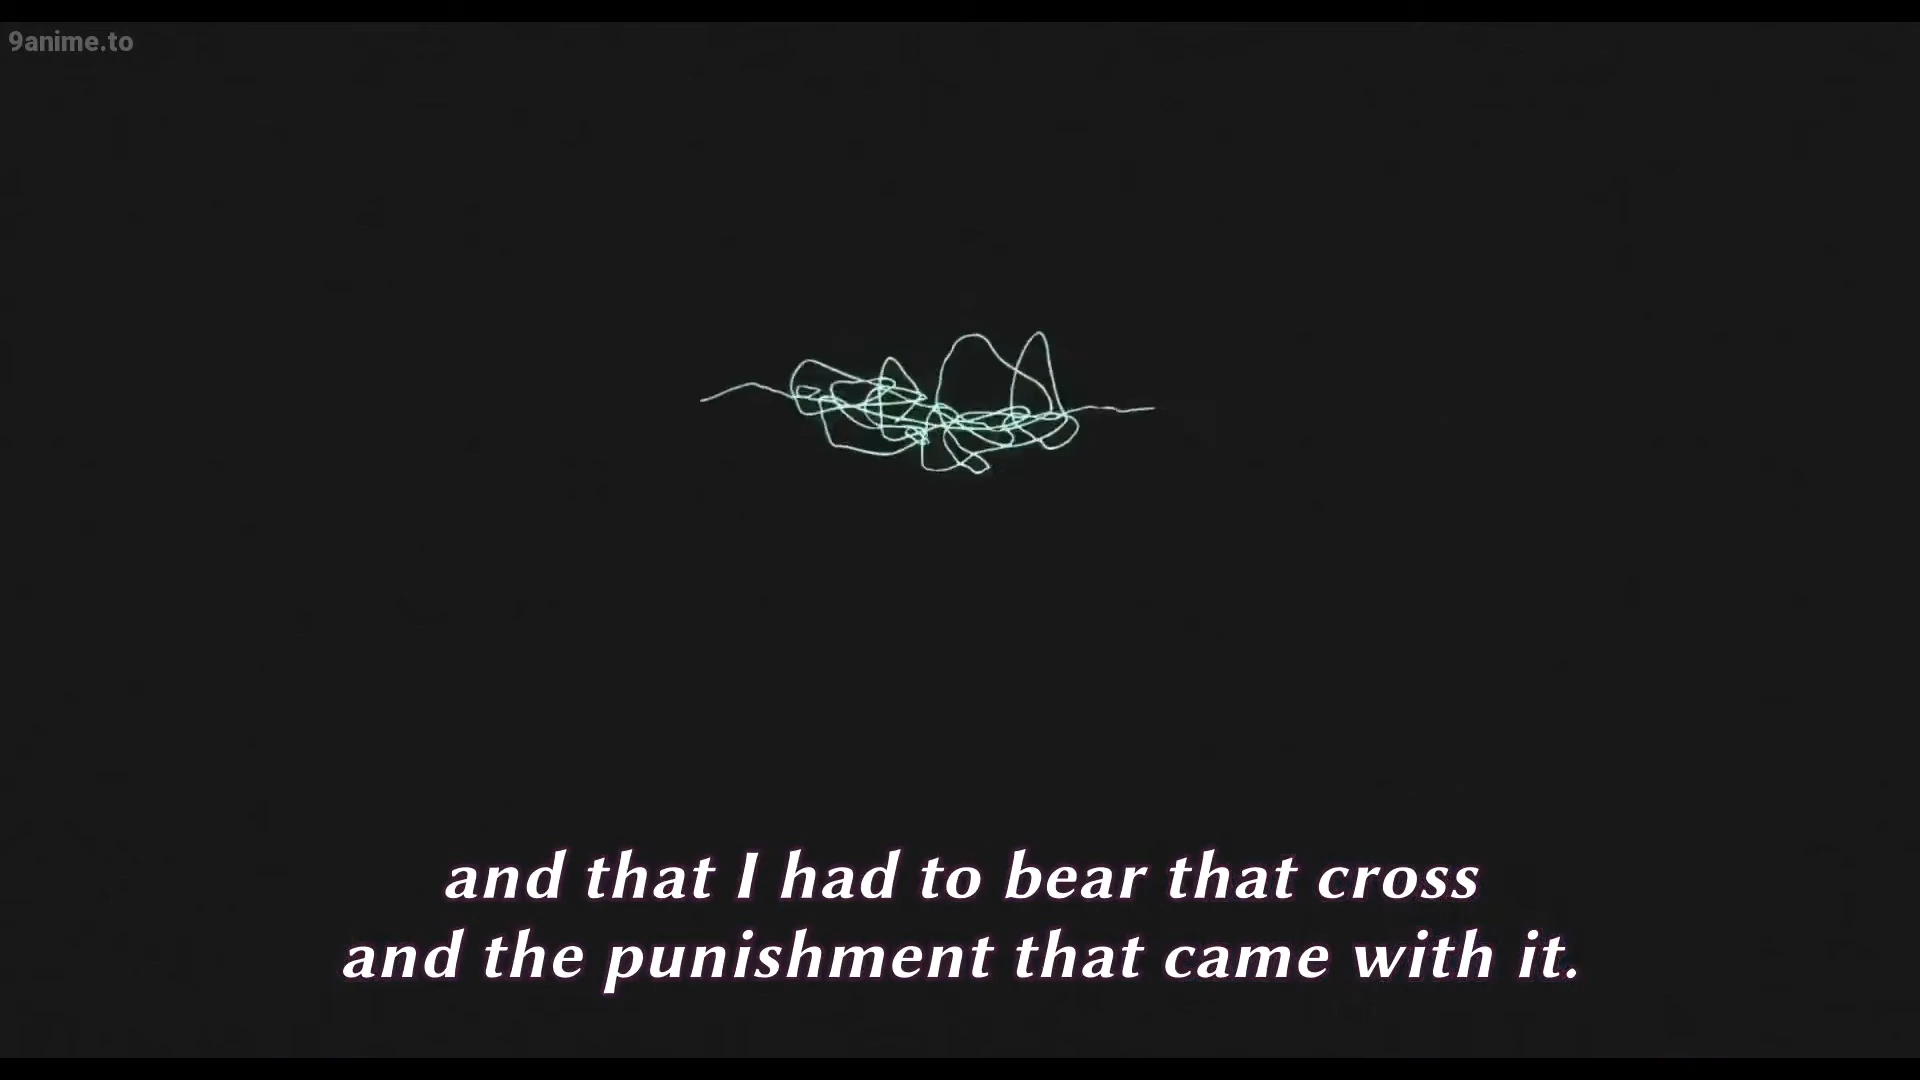 9anime.to
and that I had to bear that cross
and the punishment that came with it.